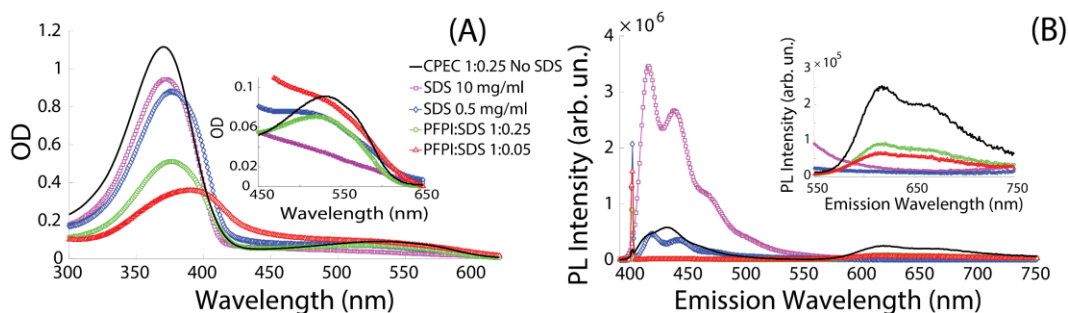 (A)
1.2
1
0.8
0.6
0.4
0.2
0
OD
300
350
400
450
500
550
600
Wavelength (nm)
0.1
0.06
0.02
0
OD
450
550
650
Wavelength (nm)
CPEC 1:0.25 No SDS
SDS 10 mg/ml
SDS 0.5 mg/ml
PFPI:SDS 1:0.25
PFPI:SDS 1:0.05
(B)
× 10⁶
4
3
2
1
0
PL Intensity (arb. un.)
400
450
500
550
600
650
700
750
Emission Wavelength (nm)
× 10⁵
3
2
1
0
PL Intensity (arb. un.)
550
650
750
Emission Wavelength (nm)